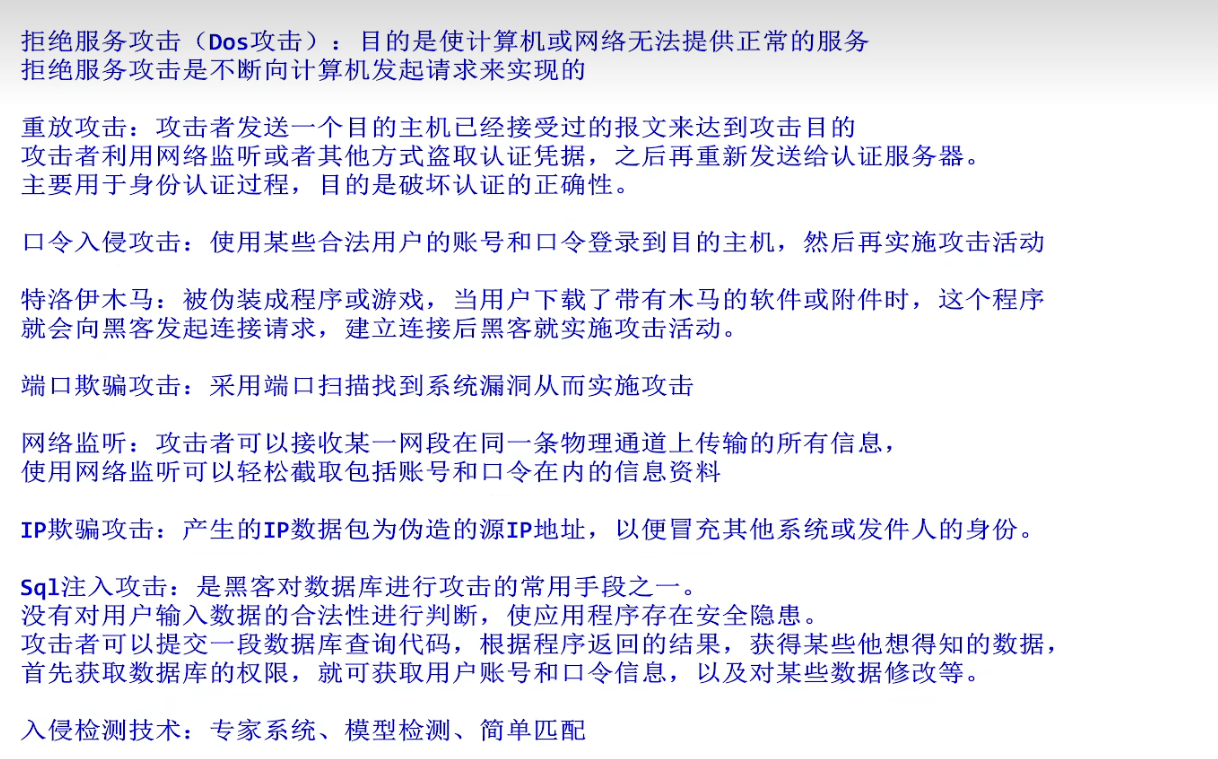 拒绝服务攻击（Dos攻击）：目的是使计算机或网络无法提供正常的服务
拒绝服务攻击是不断向计算机发起请求来实现的
重放攻击：攻击者发送一个目的主机已经接受过的报文来达到攻击目的
攻击者利用网络监听或者其他方式盗取认证凭据，之后再重新发送给认证服务器。
主要用于身份认证过程，目的是破坏认证的正确性。
口令入侵攻击：使用某些合法用户的账号和口令登录到目的主机，然后再实施攻击活动
特洛伊木马：被伪装成程序或游戏，当用户下载了带有木马的软件或附件时，这个程序
就会向黑客发起连接请求，建立连接后黑客就实施攻击活动。
端口欺骗攻击：采用端口扫描找到系统漏洞从而实施攻击
网络监听：攻击者可以接收某一网段在同一条物理通道上传输的所有信息，
使用网络监听可以轻松截取包括账号和口令在内的信息资料
IP欺骗攻击：产生的IP数据包为伪造的源IP地址，以便冒充其他系统或发件人的身份。
Sql注入攻击：是黑客对数据库进行攻击的常用手段之一。
没有对用户输入数据的合法性进行判断，使应用程序存在安全隐患。
攻击者可以提交一段数据库查询代码，根据程序返回的结果，获得某些他想得知的数据，
首先获取数据库的权限，就可获取用户账号和口令信息，以及对某些数据修改等。
入侵检测技术：专家系统、模型检测、简单匹配